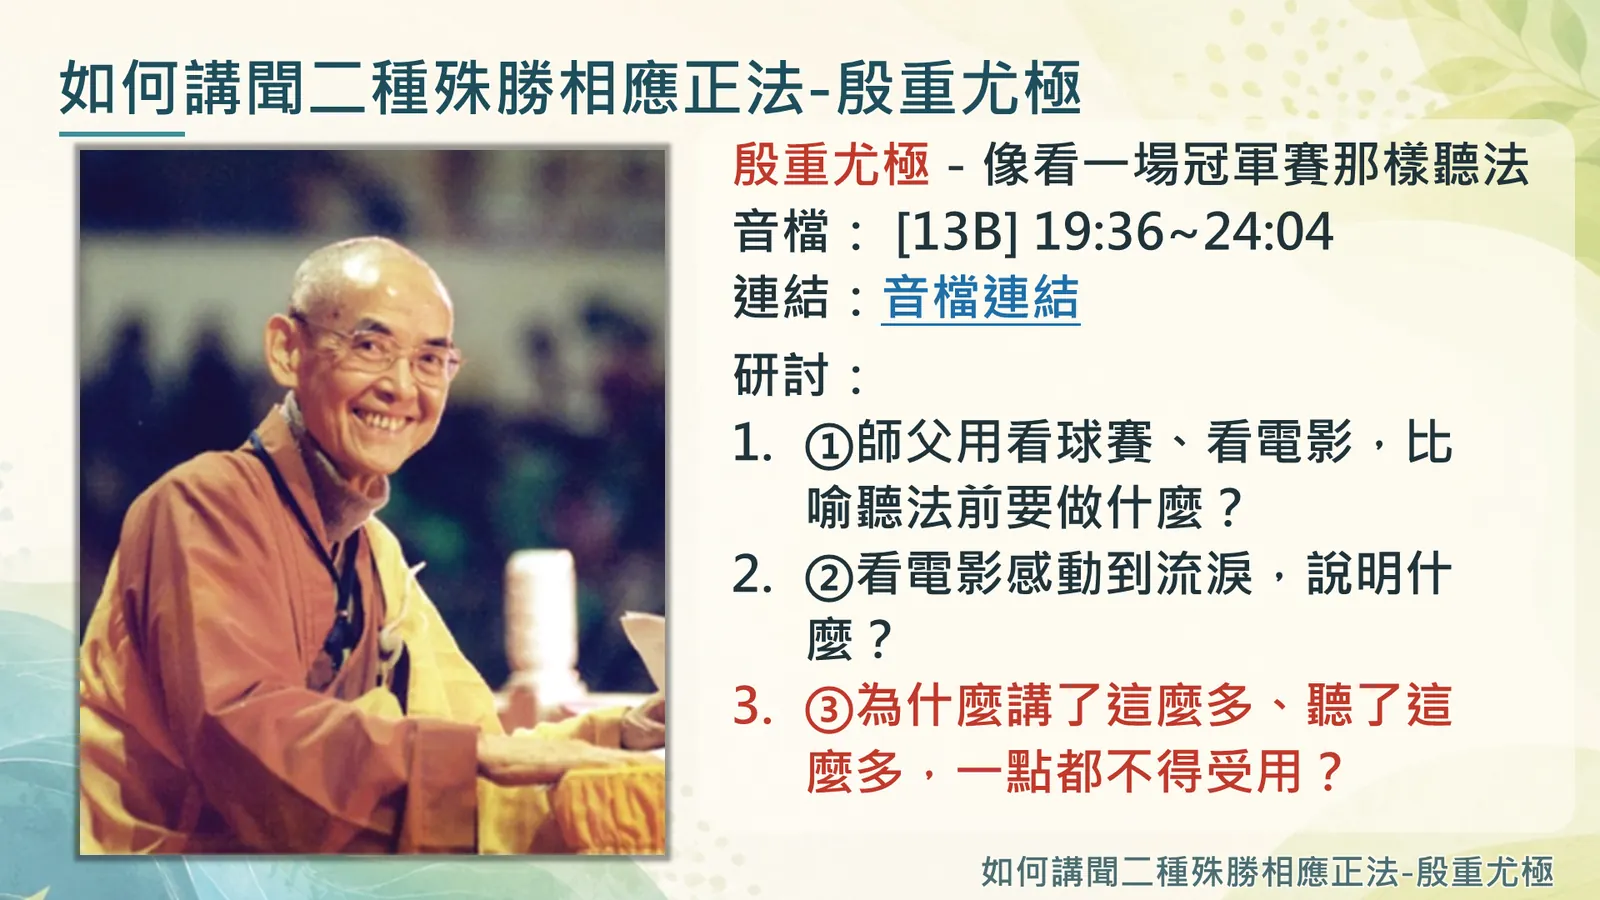 如何講聞二種殊勝相應正法-殷重尤極
殷重尤極 - 像看一場冠軍賽那樣聽法
音檔： [13B] 19:36~24:04
連結：音檔連結
研討：
1. ①師父用看球賽、看電影，比
喻聽法前要做什麼？
2. ②看電影感動到流淚，說明什
麼？
3. ③為什麼講了這麼多、聽了這
麼多，一點都不得受用？
如何講聞二種殊勝相應正法-殷重尤極